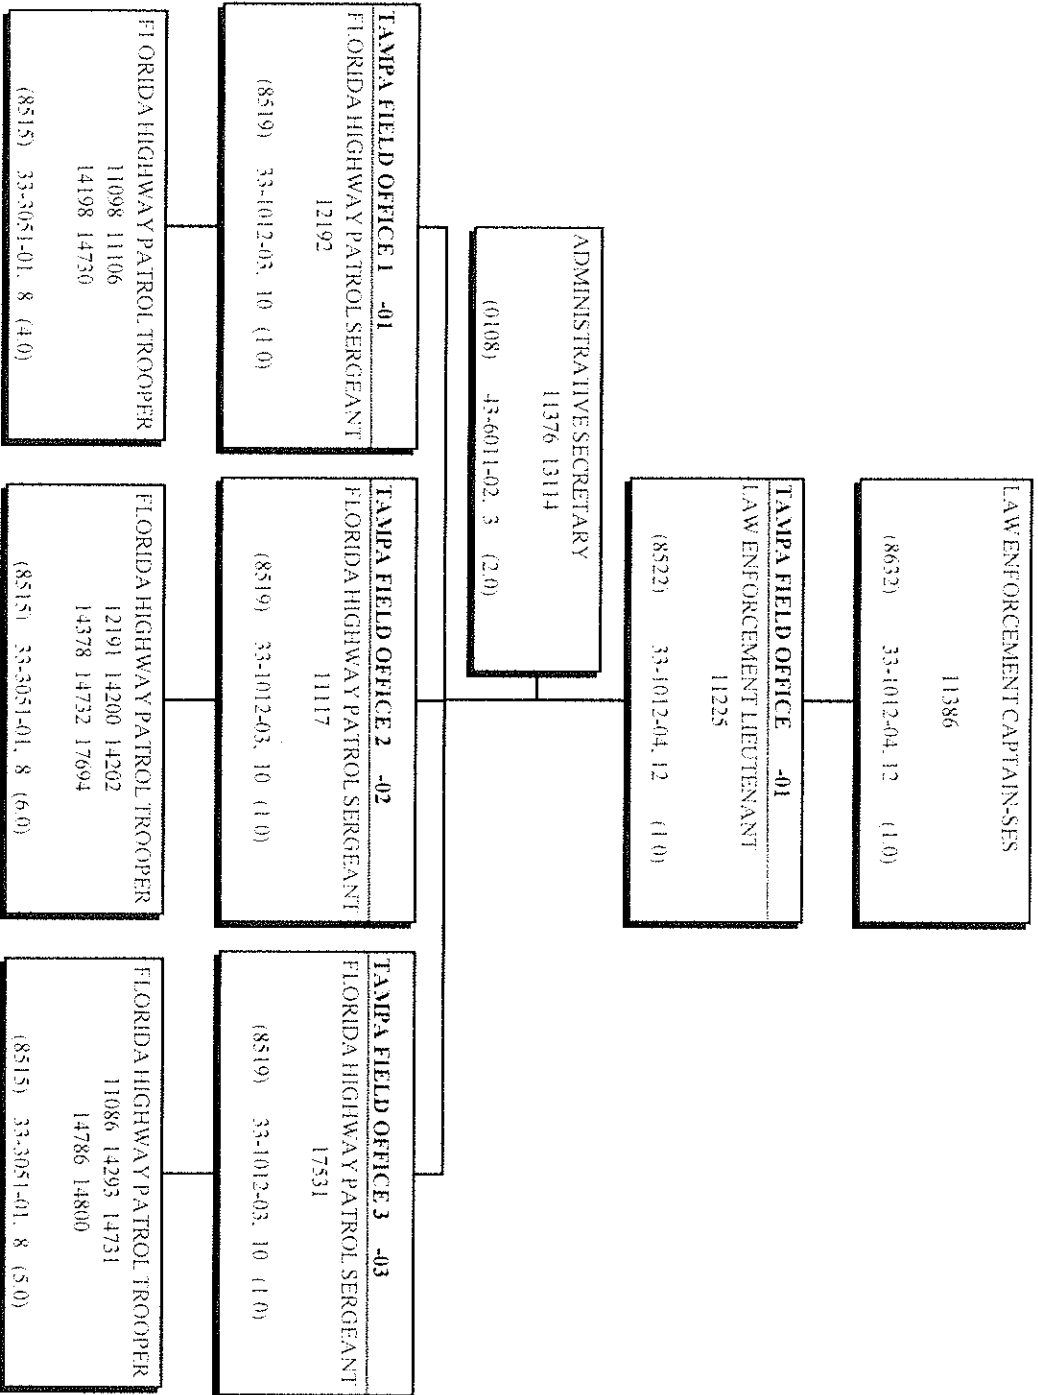 LAW ENFORCEMENT CAPTAIN-SES
11386
(8632) 33-1012-04, 12 (1.0)
TAMPA FIELD OFFICE -01
LAW ENFORCEMENT LIEUTENANT
11225
(8522) 33-1012-04, 12 (1.0)
ADMINISTRATIVE SECRETARY
11376 13114
(0108) 43-6011-02, 3 (2.0)
TAMPA FIELD OFFICE 1 -01
FLORIDA HIGHWAY PATROL SERGEANT
12192
(8519) 33-1012-03, 10 (1.0)
TAMPA FIELD OFFICE 2 -02
FLORIDA HIGHWAY PATROL SERGEANT
11117
(8519) 33-1012-03, 10 (1.0)
TAMPA FIELD OFFICE 3 -03
FLORIDA HIGHWAY PATROL SERGEANT
17531
(8519) 33-1012-03, 10 (1.0)
FLORIDA HIGHWAY PATROL TROOPER
11098 11106
14198 14730
(8515) 33-3051-01, 8 (4.0)
FLORIDA HIGHWAY PATROL TROOPER
12191 14200 14202
14378 14732 17694
(8515) 33-3051-01, 8 (6.0)
FLORIDA HIGHWAY PATROL TROOPER
11086 14293 14731
14786 14800
(8515) 33-3051-01, 8 (5.0)